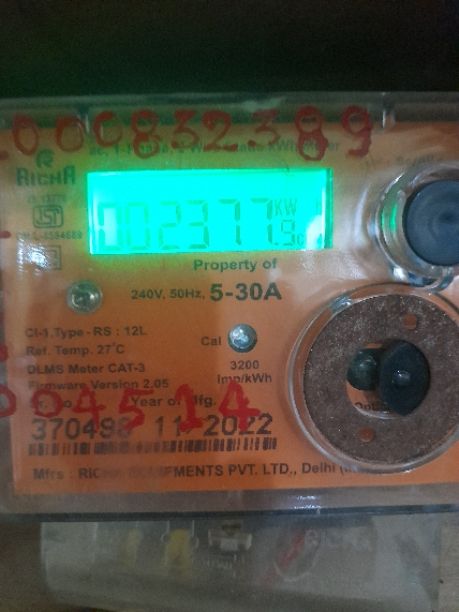 000832389
RICHA
002377.9
KW
Property of
240V, 50Hz, 5-30A
Cl-1.Type - RS : 12L
Ref. Temp. 27°C
Cal
3200
Imp/kWh
DLMS Meter CAT-3
Firmware Version 2.05
004514
Year of Mfg.
370498 11 2022
Mfrs : PVT. LTD., Delhi